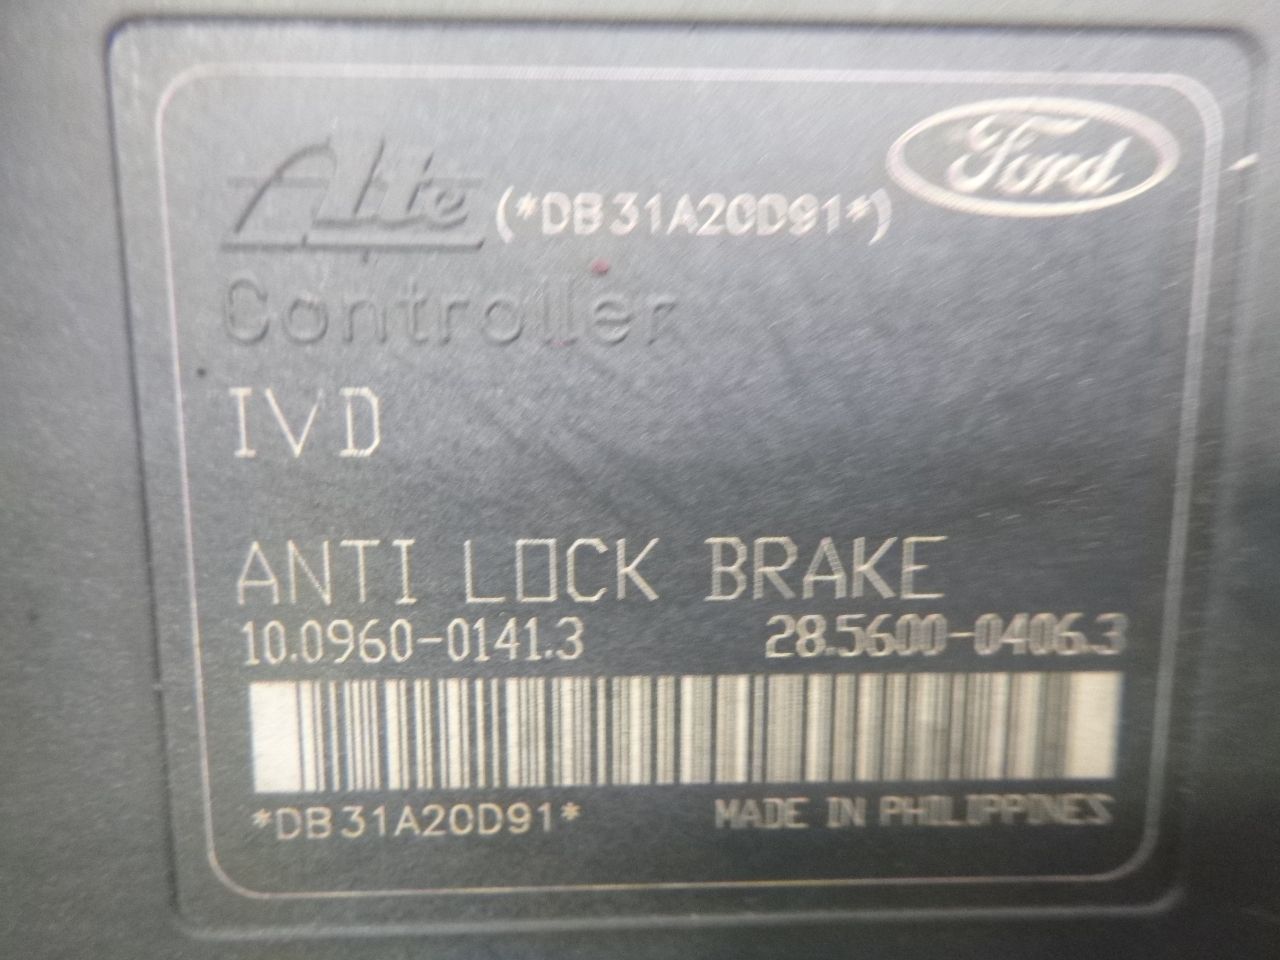 Ate (*DB31A20D91*) Ford
Controller
IVD
ANTI LOCK BRAKE
10.0960-0141.3 28.5600-0406.3
*DB31A20D91* MADE IN PHILIPPINES